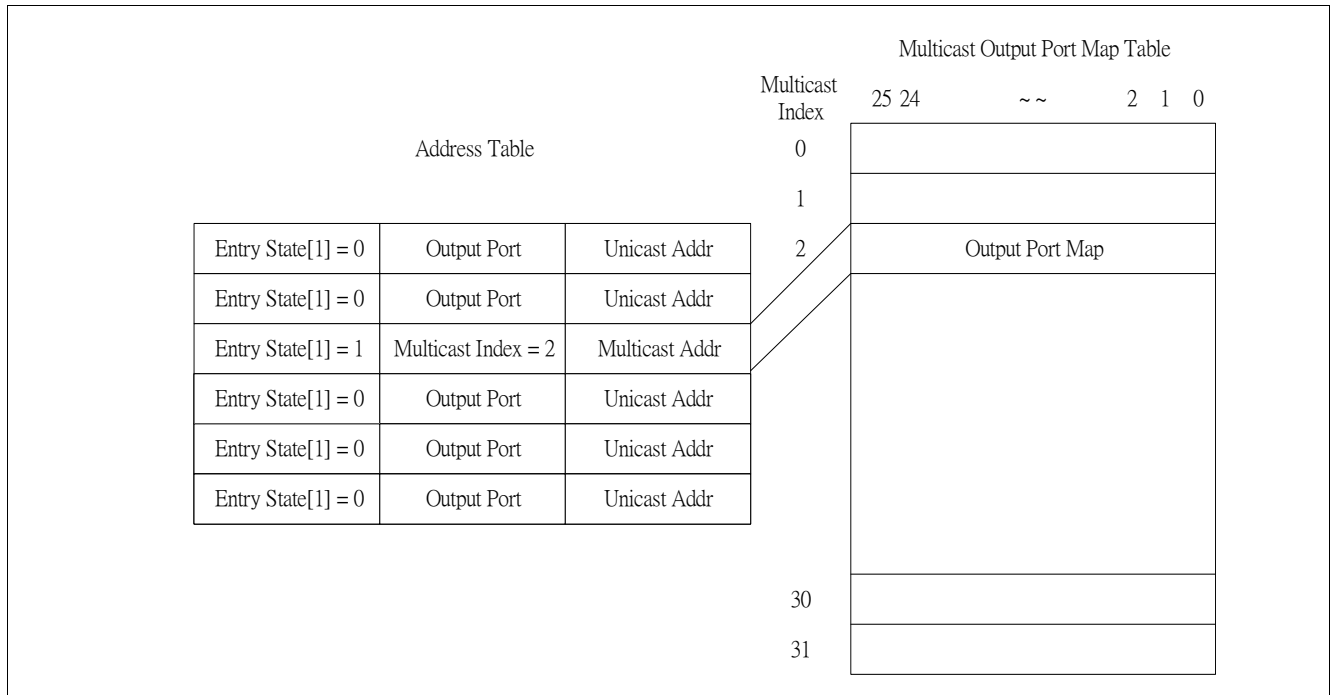 Multicast Output Port Map Table
Multicast
Index
25 24 ~ ~ 2 1 0
Address Table
0
1
Entry State[1] = 0 Output Port Unicast Addr 2 Output Port Map
Entry State[1] = 0 Output Port Unicast Addr
Entry State[1] = 1 Multicast Index = 2 Multicast Addr
Entry State[1] = 0 Output Port Unicast Addr
Entry State[1] = 0 Output Port Unicast Addr
Entry State[1] = 0 Output Port Unicast Addr
30
31